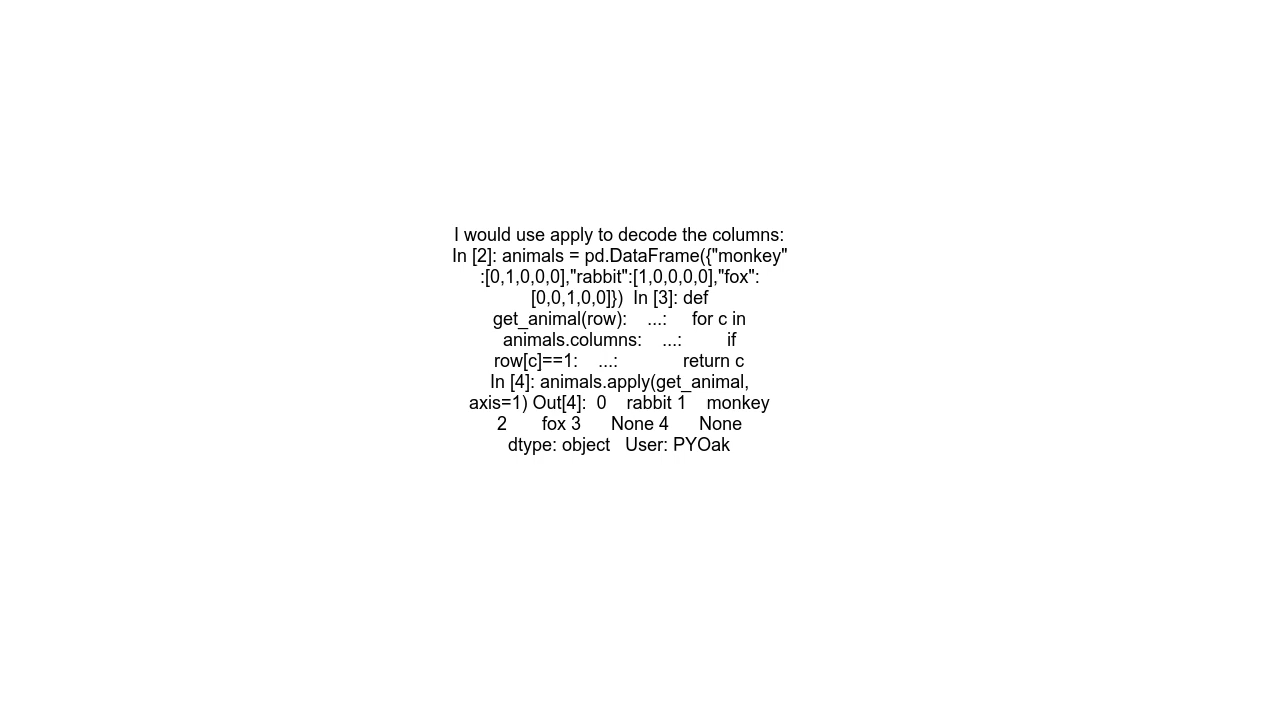 I would use apply to decode the columns:
In [2]: animals = pd.DataFrame({"monkey"
:[0,1,0,0,0],"rabbit":[1,0,0,0,0],"fox":
[0,0,1,0,0]})  In [3]: def
get_animal(row):    ...:     for c in
animals.columns:    ...:         if
row[c]==1:    ...:             return c
In [4]: animals.apply(get_animal,
axis=1) Out[4]:  0    rabbit 1    monkey
2       fox 3      None 4      None
dtype: object   User: PYOak